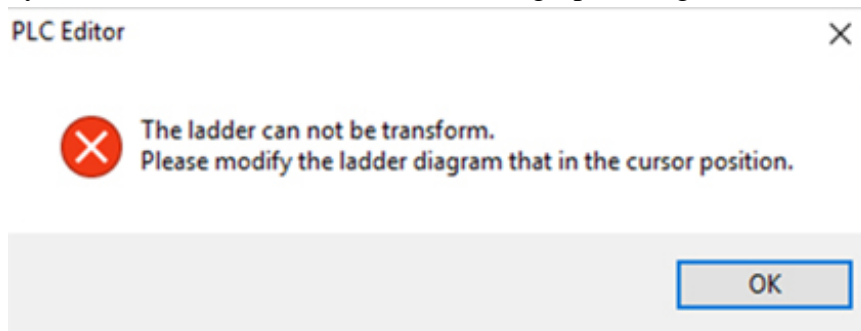 PLC Editor
The ladder can not be transform.
Please modify the ladder diagram that in the cursor position.
OK